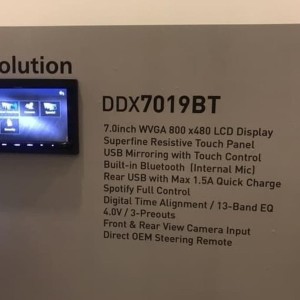 olution
DDX7019BT
7.0inch WVGA 800 x480 LCD Display
Superfine Resistive Touch Panel
USB Mirroring with Touch Control
Built-in Bluetooth (Internal Mic)
Rear USB with Max 1.5A Quick Charge
Spotify Full Control
Digital Time Alignment / 13-Band EQ
4.0V / 3-Preouts
Front & Rear View Camera Input
Direct OEM Steering Remote